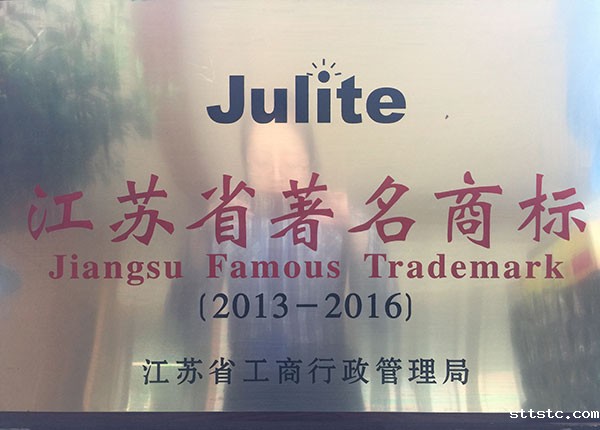 Julite
江苏省著名商标
Jiangsu Famous Trademark
(2013-2016)
江苏省工商行政管理局
sttstc.com